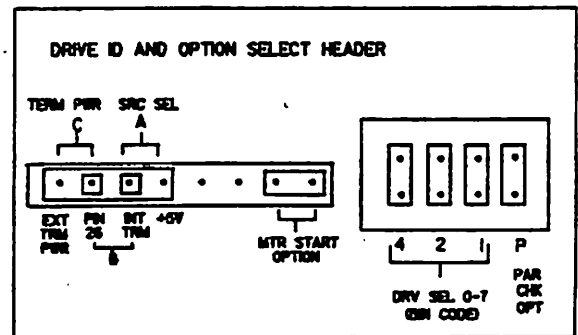 DRIVE ID AND OPTION SELECT HEADER
TERM PWR SRC SEL
C A
EXT TRM PWR
PIN 26
INT TRM
+5V
B
MTR START OPTION
4 2 1 P
DRV SEL 0-7
(BIN CODE)
PAR CHK OPT